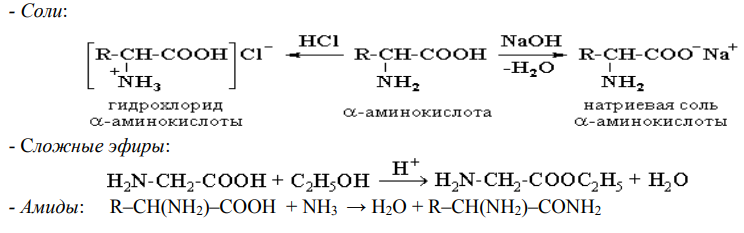 - Соли:
[R-CH-COOH]Cl⁻ ←HCl R-CH-COOH NaOH→ R-CH-COO⁻Na⁺
+NH₃ NH₂ -H₂O NH₂
гидрохлорид α-аминокислота натриевая соль
α-аминокислоты α-аминокислоты
- Сложные эфиры:
H₂N-CH₂-COOH + C₂H₅OH H⁺→ H₂N-CH₂-COOC₂H₅ + H₂O
- Амиды: R–CH(NH₂)–COOH + NH₃ → H₂O + R–CH(NH₂)–CONH₂